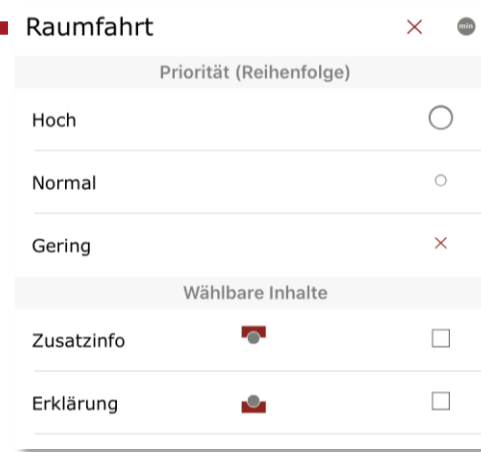 Raumfahrt
min
Priorität (Reihenfolge)
Hoch
Normal
Gering
Wählbare Inhalte
Zusatzinfo
Erklärung